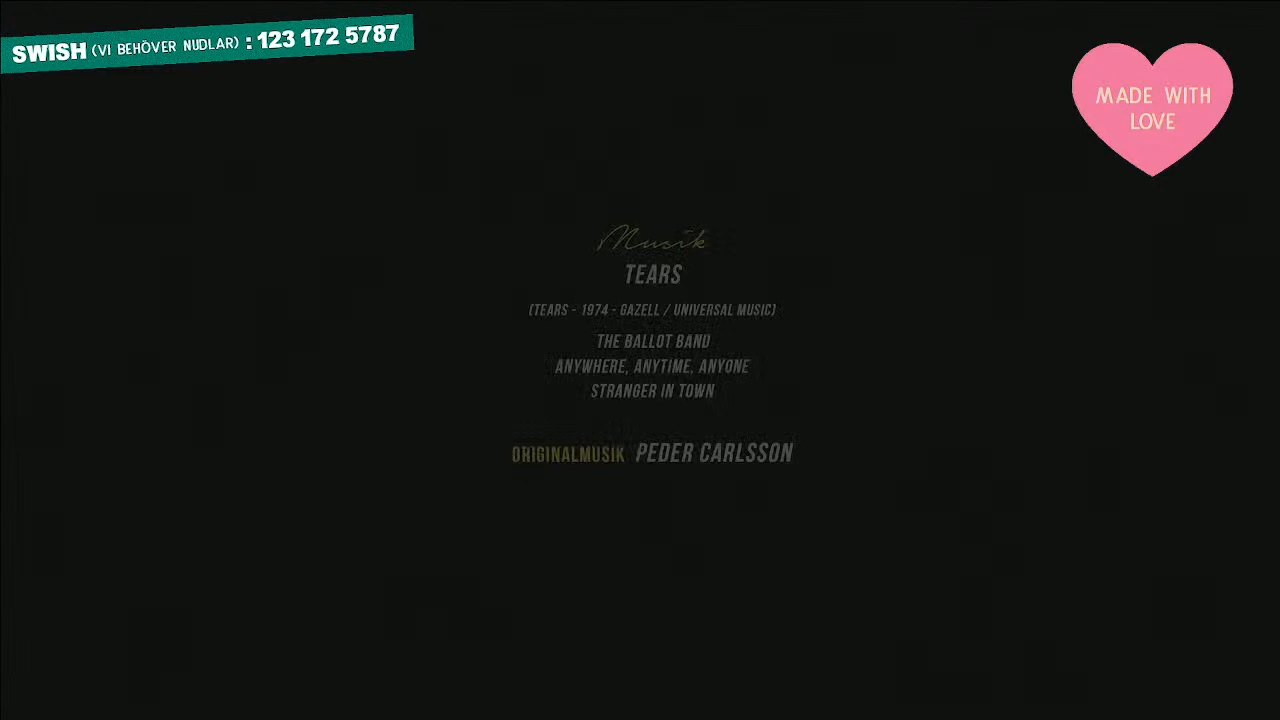 SWISH (VI BEHÖVER NUDLAR) : 123 172 5787
MADE WITH
LOVE
Musik
TEARS
(TEARS - 1974 - GAZELL / UNIVERSAL MUSIC)
THE BALLOT BAND
ANYWHERE, ANYTIME, ANYONE
STRANGER IN TOWN
ORIGINALMUSIK PEDER CARLSSON